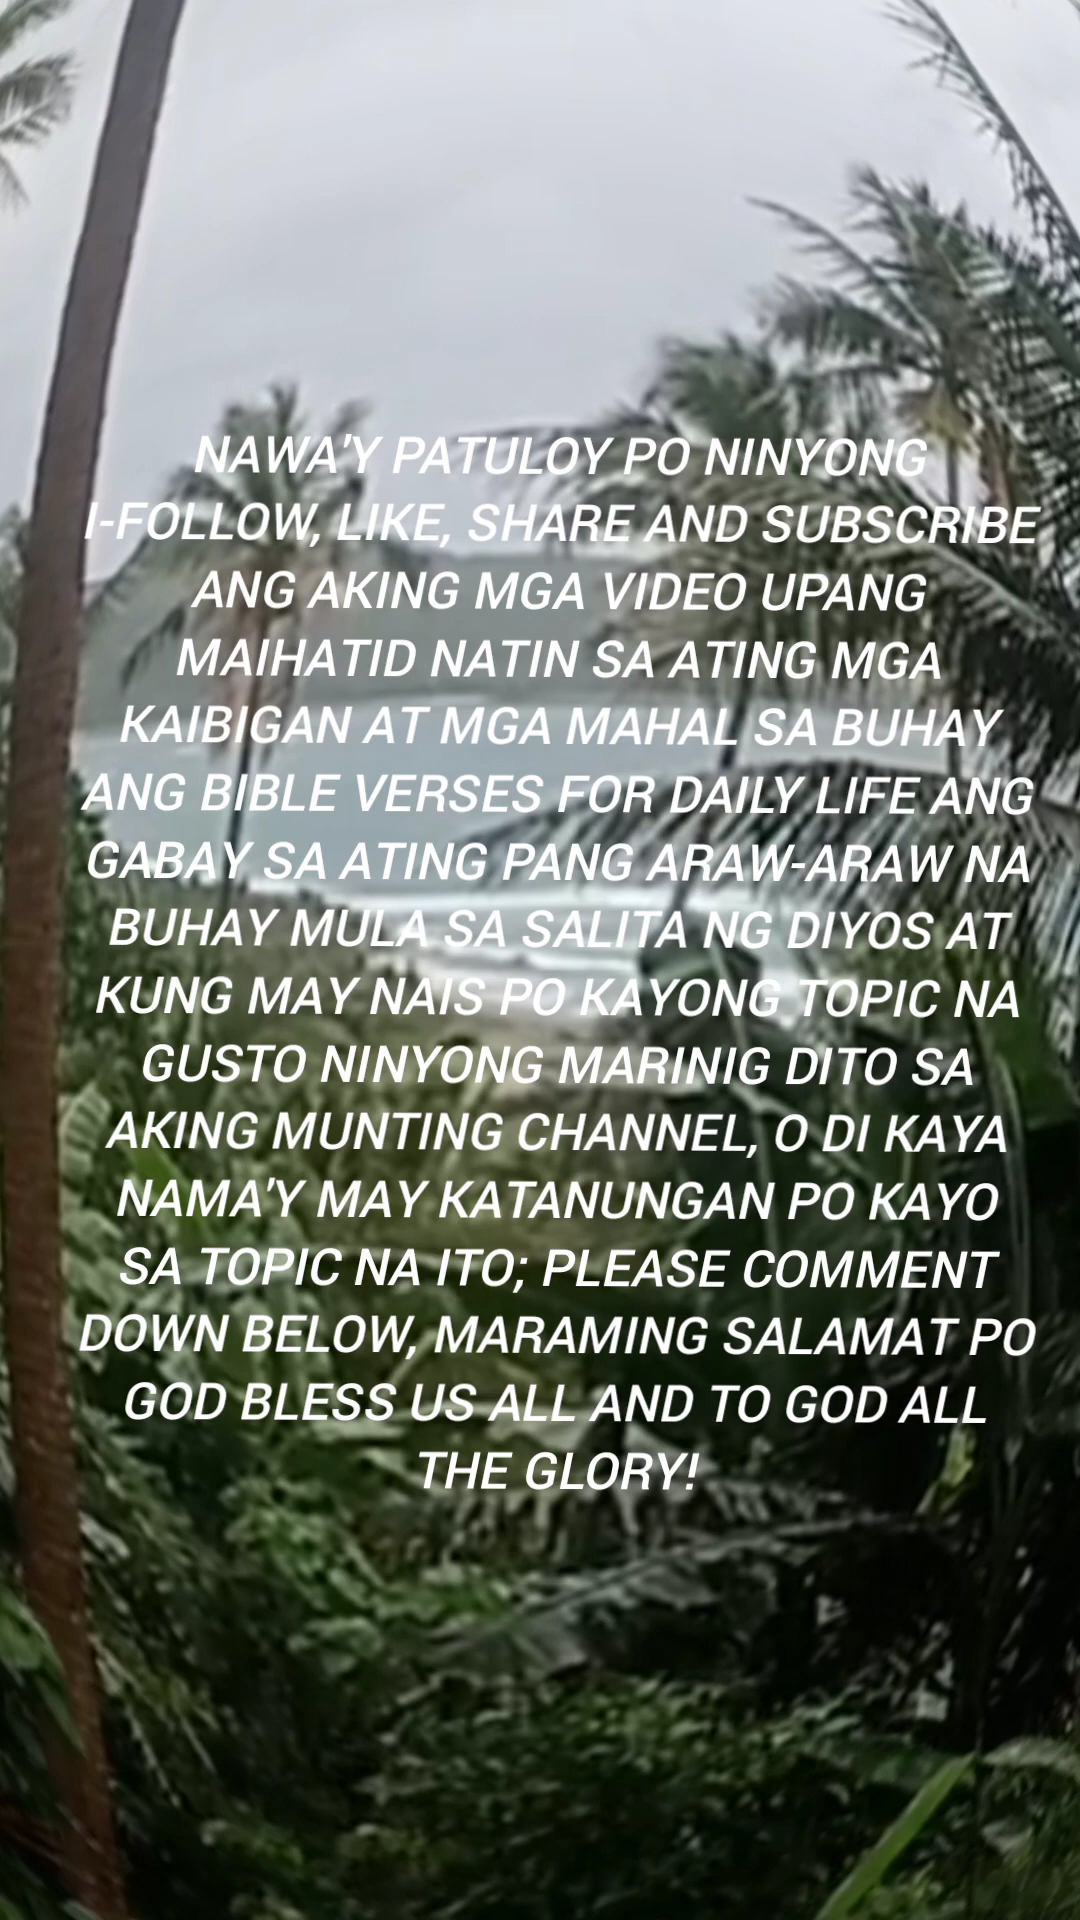 NAWA'Y PATULOY PO NINYONG
I-FOLLOW, LIKE, SHARE AND SUBSCRIBE
ANG AKING MGA VIDEO UPANG
MAIHATID NATIN SA ATING MGA
KAIBIGAN AT MGA MAHAL SA BUHAY
ANG BIBLE VERSES FOR DAILY LIFE ANG
GABAY SA ATING PANG ARAW-ARAW NA
BUHAY MULA SA SALITA NG DIYOS AT
KUNG MAY NAIS PO KAYONG TOPIC NA
GUSTO NINYONG MARINIG DITO SA
AKING MUNTING CHANNEL, O DI KAYA
NAMA'Y MAY KATANUNGAN PO KAYO
SA TOPIC NA ITO; PLEASE COMMENT
DOWN BELOW, MARAMING SALAMAT PO
GOD BLESS US ALL AND TO GOD ALL
THE GLORY!